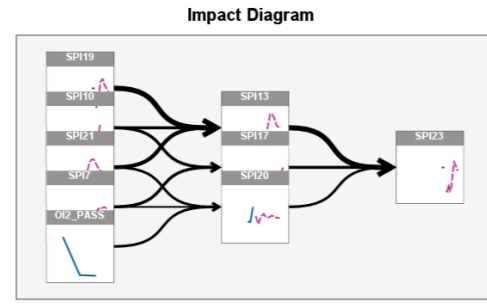 Impact Diagram
SPI19
SPI10
SPI21
SPI7
OI2_PASS
SPI13
SPI17
SPI20
SPI23